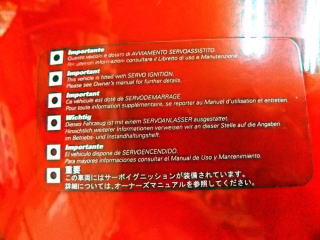 Importante
Questo veicolo è dotato di AVVIAMENTO SERVOASSISTITO.
Per ulteriori informazioni consultare il Libretto di uso e Manutenzione.
Important
This vehicle is fitted with SERVO IGNITION.
Please see Owner's manual for further details.
Important
Ce véhicule est doté de SERVODEMARRAGE.
Pour toute information supplémentaire, se reporter au Manuel d'utilisation et entretien.
Wichtig
Dieses Fahrzeug ist mit einem SERVOANLASSER ausgestattet.
Hinsichtlich weiterer Informationen verweisen wir an dieser Stelle auf die Angaben
im Betriebs- und Instandhaltungsheft.
Importante
El vehículo dispone de SERVOENCENDIDO.
Para mayores informaciones consultar el Manual de Uso y Mantenimiento.
重要
この車両にはサーボイグニッションが装備されています。
詳細については、オーナーズマニュアルを参照してください。